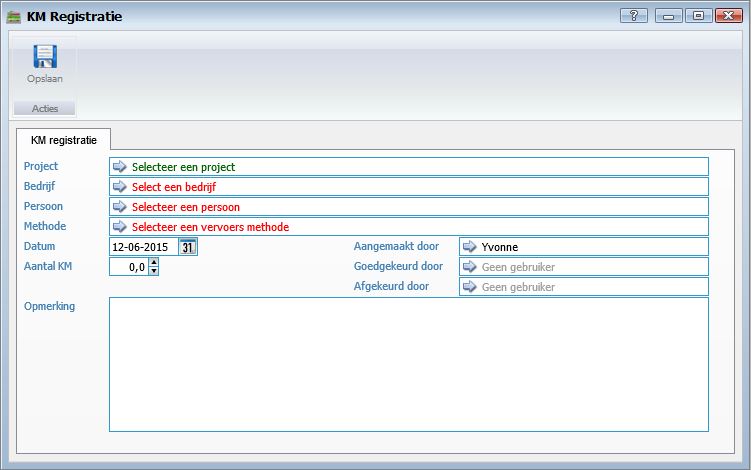 KM Registratie
Opslaan
Acties
KM registratie
Project Selecteer een project
Bedrijf Select een bedrijf
Persoon Selecteer een persoon
Methode Selecteer een vervoers methode
Datum 12-06-2015 31 Aangemaakt door Yvonne
Aantal KM 0,0 Goedgekeurd door Geen gebruiker
Afgekeurd door Geen gebruiker
Opmerking